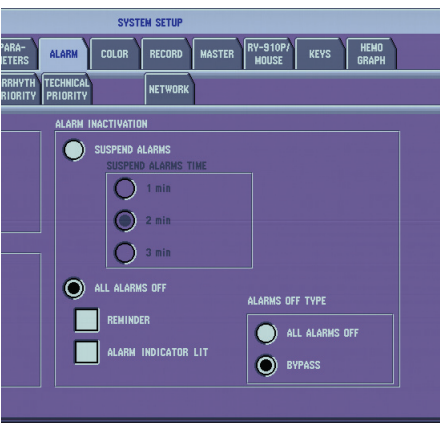 SYSTEM SETUP
PARA-
METERS
ALARM
COLOR
RECORD
MASTER
RY-910P/
MOUSE
KEYS
HEMO
GRAPH
RRHYTH
RIORITY
TECHNICAL
PRIORITY
NETWORK
ALARM INACTIVATION
SUSPEND ALARMS
SUSPEND ALARMS TIME
1 min
2 min
3 min
ALL ALARMS OFF
REMINDER
ALARM INDICATOR LIT
ALARMS OFF TYPE
ALL ALARMS OFF
BYPASS